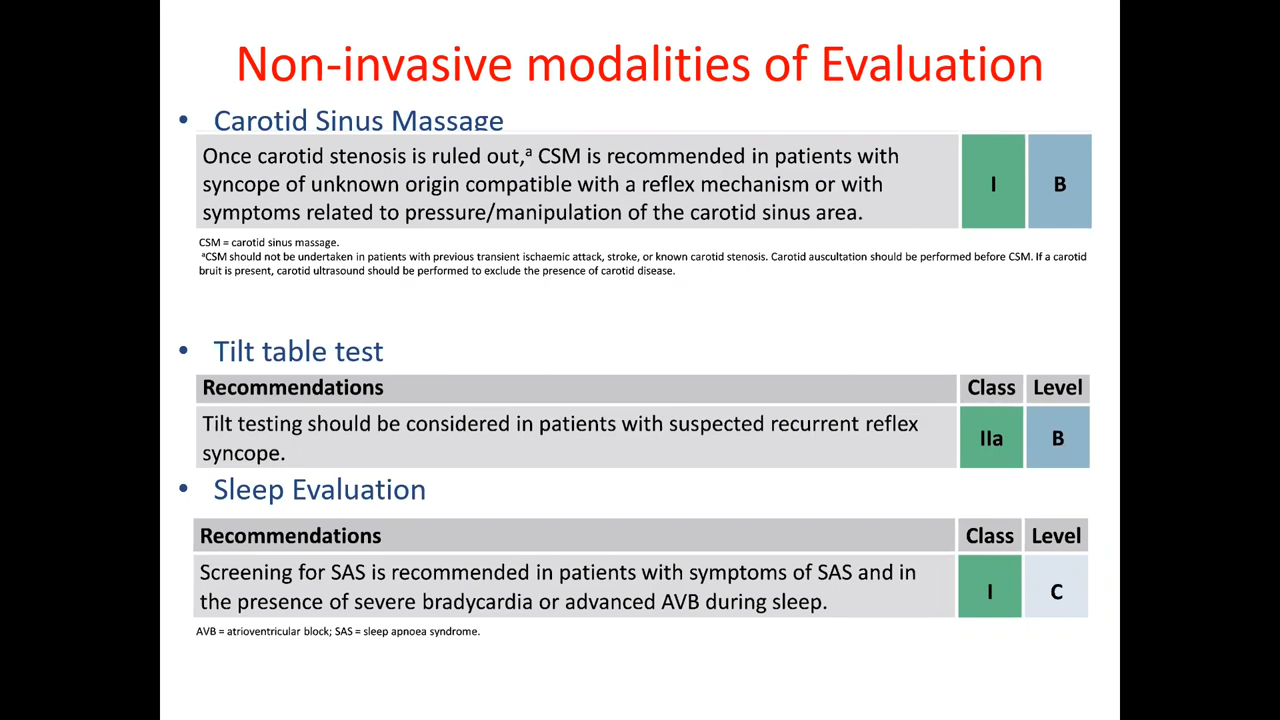 Non-invasive modalities of Evaluation
• Carotid Sinus Massage
Once carotid stenosis is ruled out,ᵃ CSM is recommended in patients with
syncope of unknown origin compatible with a reflex mechanism or with
symptoms related to pressure/manipulation of the carotid sinus area.
I B
CSM = carotid sinus massage.
ᵃCSM should not be undertaken in patients with previous transient ischaemic attack, stroke, or known carotid stenosis. Carotid auscultation should be performed before CSM. If a carotid
bruit is present, carotid ultrasound should be performed to exclude the presence of carotid disease.
• Tilt table test
Recommendations Class Level
Tilt testing should be considered in patients with suspected recurrent reflex
syncope.
IIa B
• Sleep Evaluation
Recommendations Class Level
Screening for SAS is recommended in patients with symptoms of SAS and in
the presence of severe bradycardia or advanced AVB during sleep.
I C
AVB = atrioventricular block; SAS = sleep apnoea syndrome.